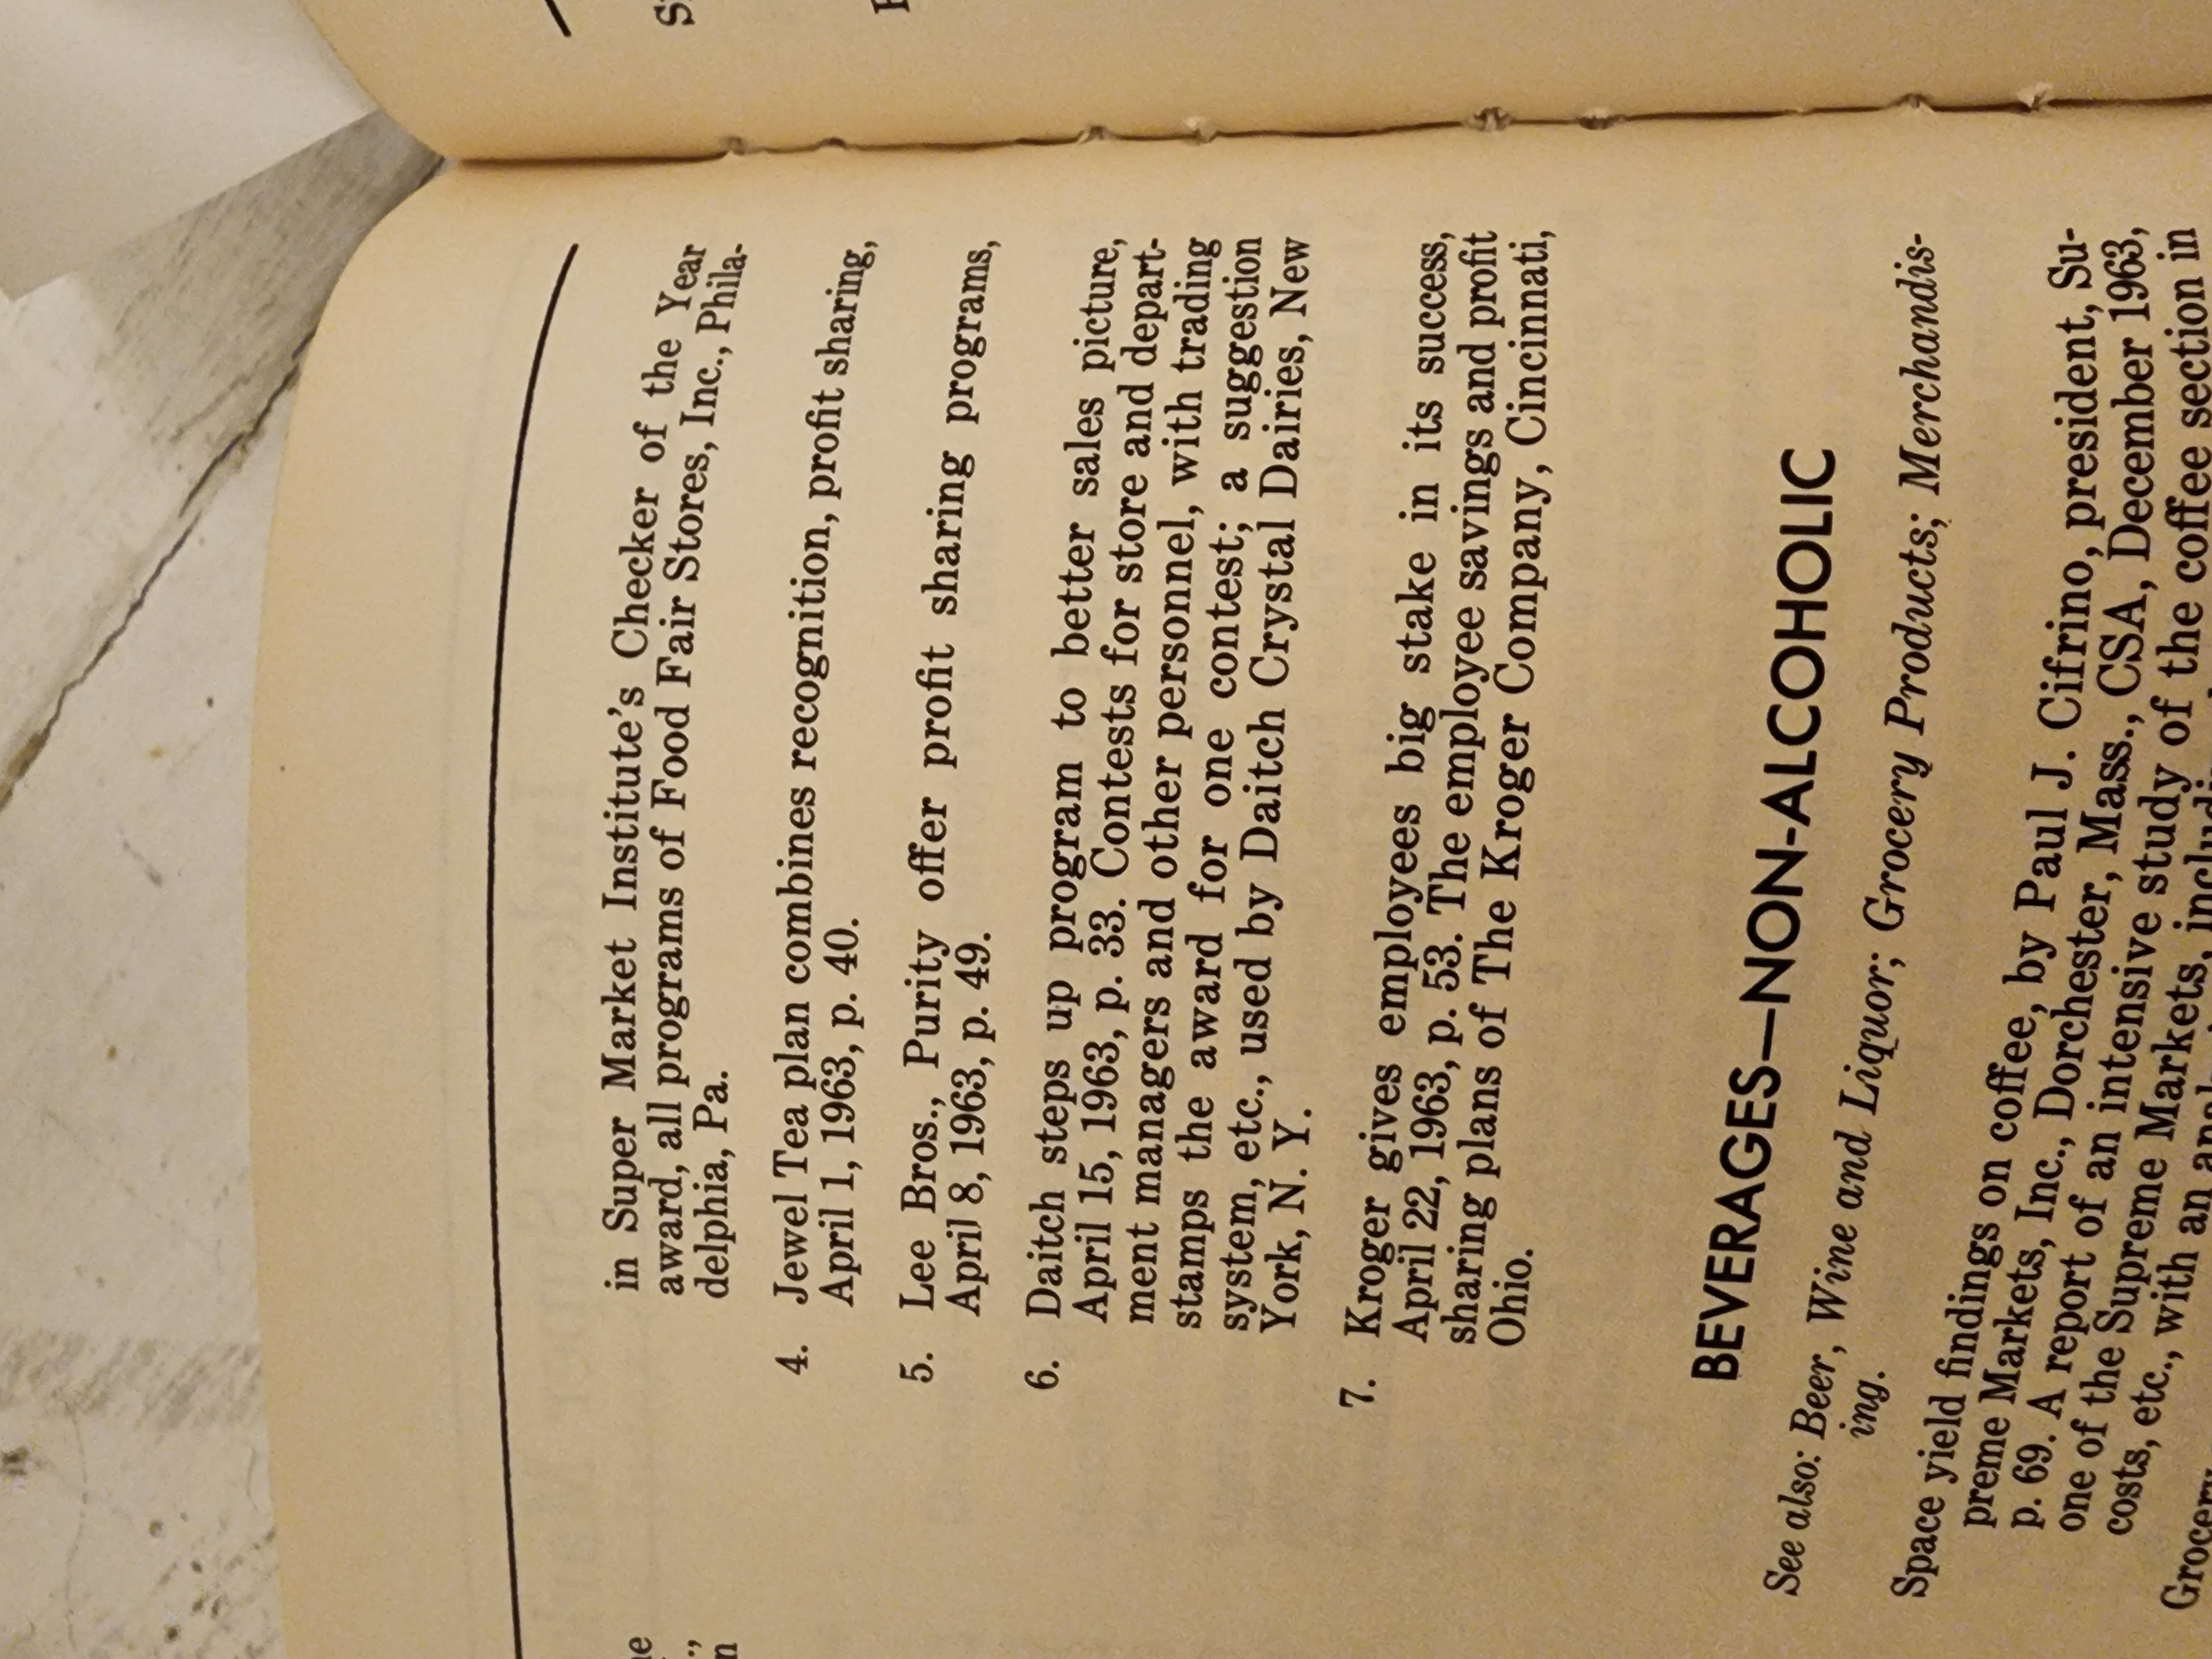 in Super Market Institute's Checker of the Year
award, all programs of Food Fair Stores, Inc., Phila-
delphia, Pa.
4. Jewel Tea plan combines recognition, profit sharing,
April 1, 1963, p. 40.
5. Lee Bros., Purity offer profit sharing programs,
April 8, 1963, p. 49.
6. Daitch steps up program to better sales picture,
April 15, 1963, p. 33. Contests for store and depart-
ment managers and other personnel, with trading
stamps the award for one contest; a suggestion
system, etc., used by Daitch Crystal Dairies, New
York, N. Y.
7. Kroger gives employees big stake in its success,
April 22, 1963, p. 53. The employee savings and profit
sharing plans of The Kroger Company, Cincinnati,
Ohio.
BEVERAGES—NON-ALCOHOLIC
See also: Beer, Wine and Liquor; Grocery Products; Merchandis-
ing.
Space yield findings on coffee, by Paul J. Cifrino, president, Su-
preme Markets, Inc., Dorchester, Mass., CSA, December 1963,
p. 69. A report of an intensive study of the coffee section in
one of the Supreme Markets,
costs, etc., with an